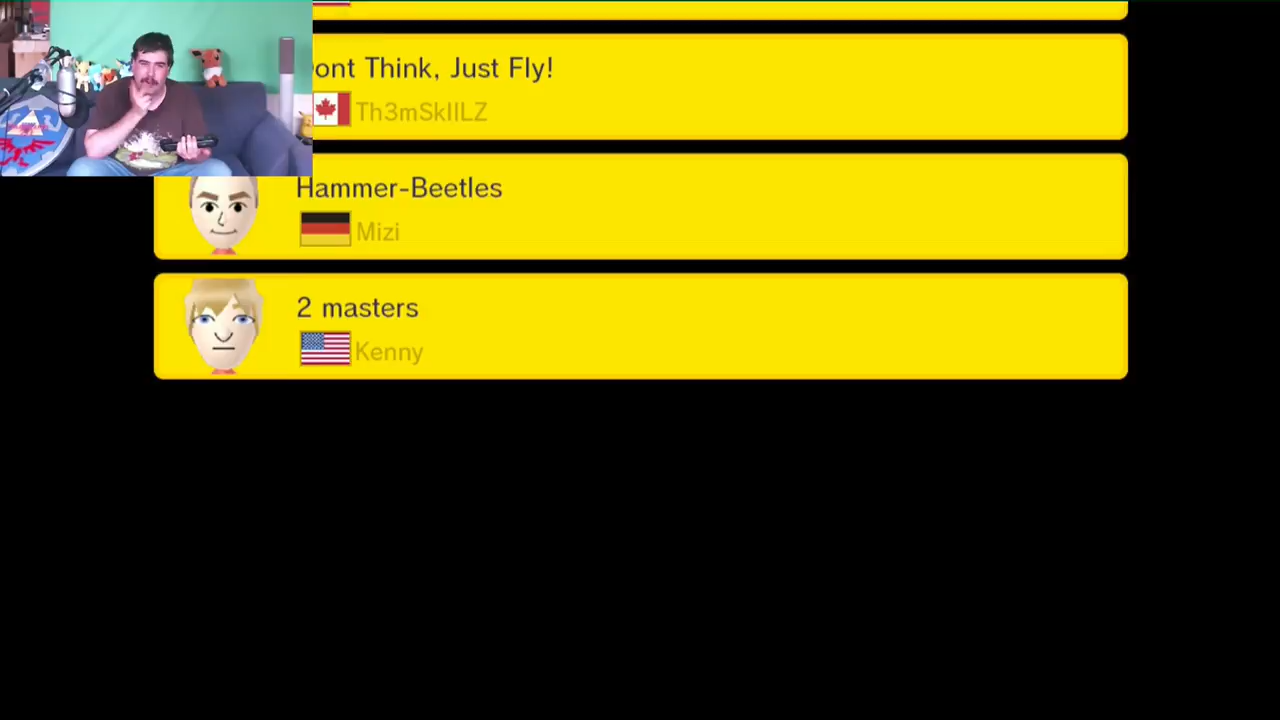 ont Think, Just Fly!
Th3mSkIlLZ
Hammer-Beetles
Mizi
2 masters
Kenny